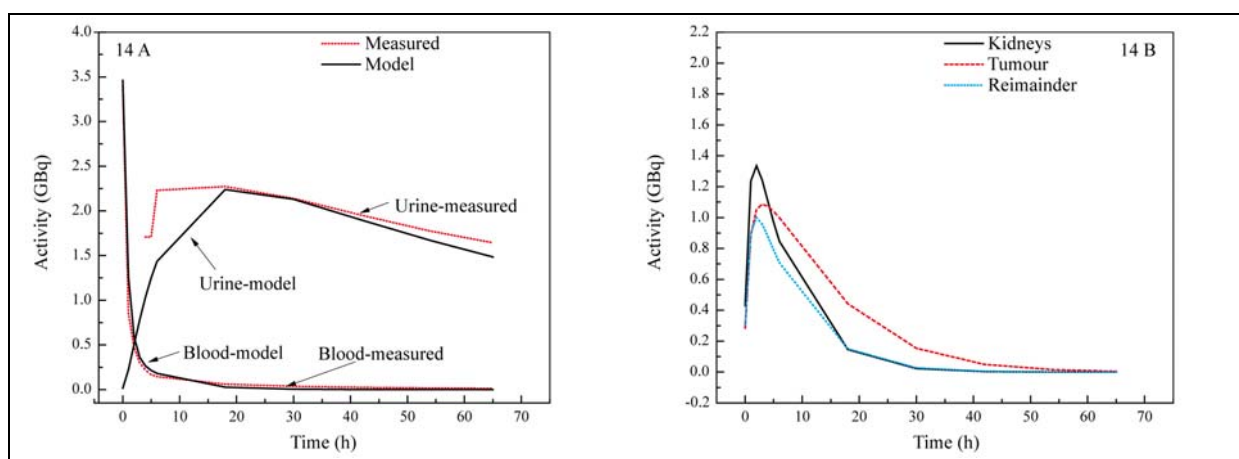 14 A
Measured
Model
4.0
3.5
3.0
2.5
2.0
1.5
1.0
0.5
0.0
Activity (GBq)
Urine-measured
Urine-model
Blood-model
Blood-measured
0 10 20 30 40 50 60 70
Time (h)
14 B
Kidneys
Tumour
Reimainder
2.2
2.0
1.8
1.6
1.4
1.2
1.0
0.8
0.6
0.4
0.2
0.0
-0.2
Activity (GBq)
0 10 20 30 40 50 60 70
Time (h)